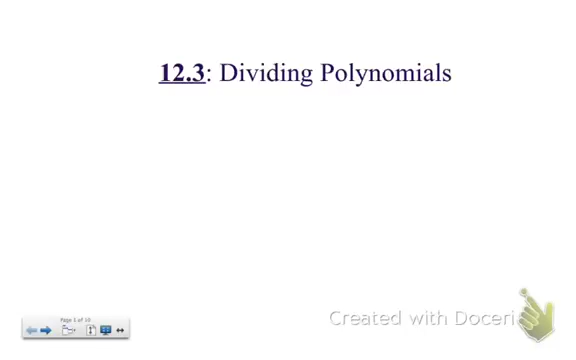 12.3: Dividing Polynomials
Page 1 of 10
Created with Doceri